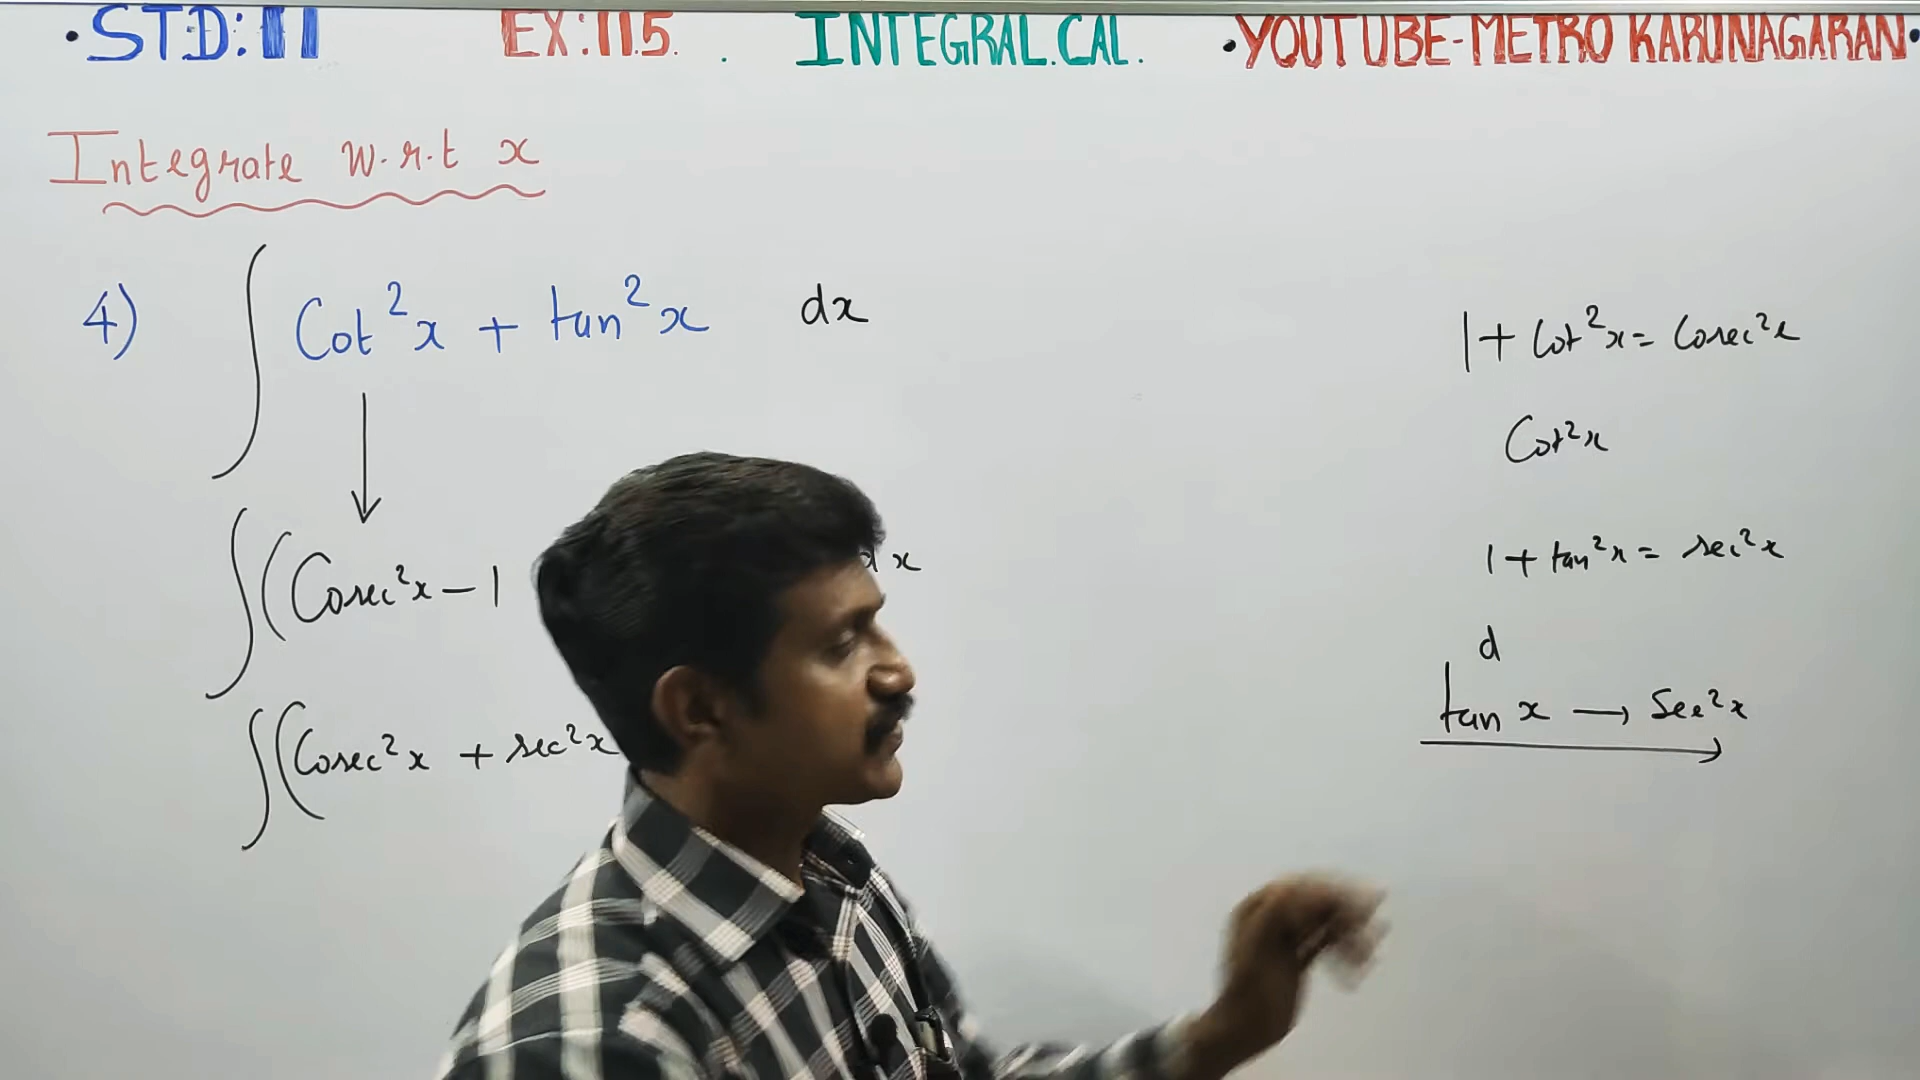 •STD: 11 EX: 11.5. . INTEGRAL.CAL. •YOUTUBE-METRO KARUNAGARAN•
Integrate w.r.t x
4) ∫ Cot²x + tan²x dx
∫(Cosec²x - 1 dx
∫(Cosec²x + sec²x
1 + Cot²x = Cosec²x
Cot²x
1 + tan²x = sec²x
d
tan x → Sec²x